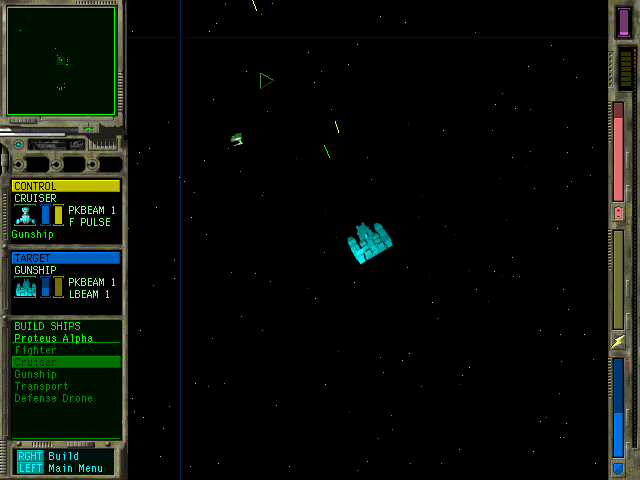 CONTROL
CRUISER
PKBEAM 1
F PULSE
Gunship
TARGET
GUNSHIP
PKBEAM 1
LBEAM 1
BUILD SHIPS
Proteus Alpha
Fighter
Cruiser
Gunship
Transport
Defense Drone
RGHT Build
LEFT Main Menu